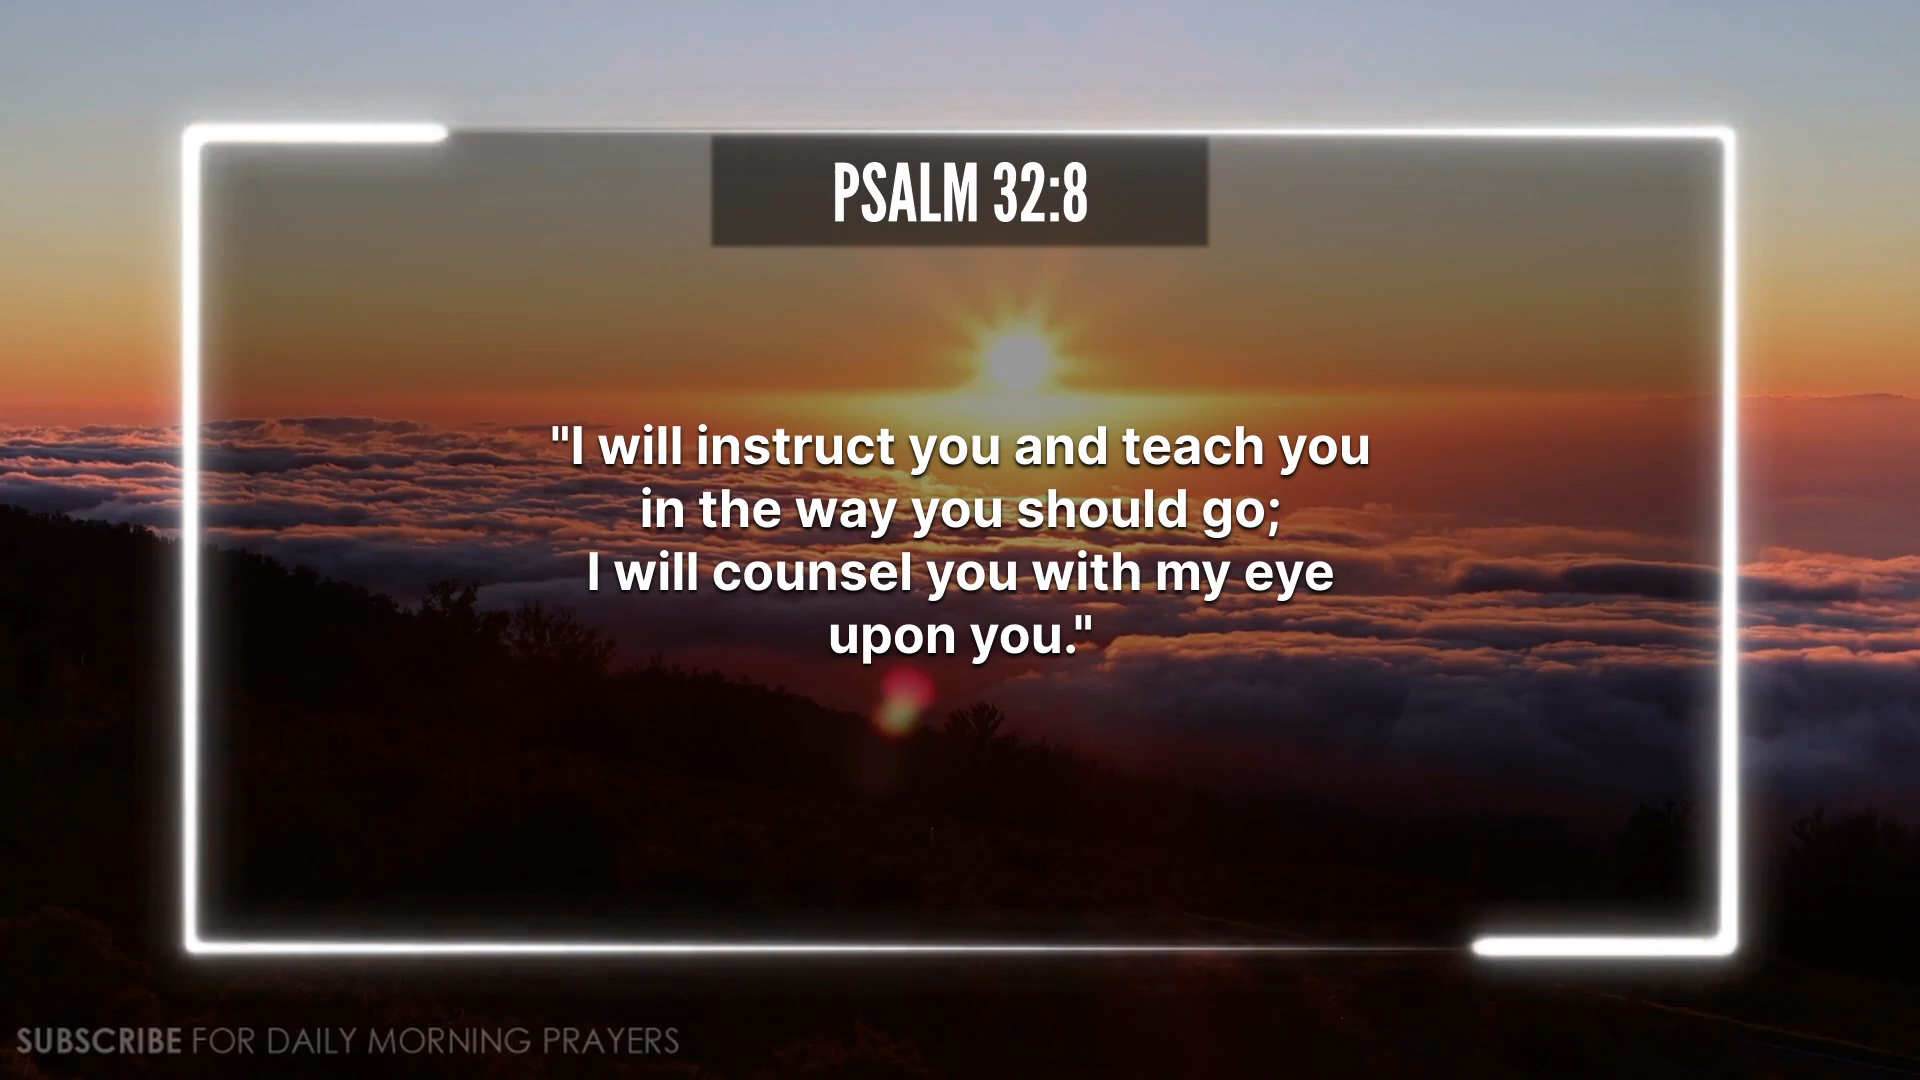 PSALM 32:8
"I will instruct you and teach you
in the way you should go;
I will counsel you with my eye
upon you."
SUBSCRIBE FOR DAILY MORNING PRAYERS